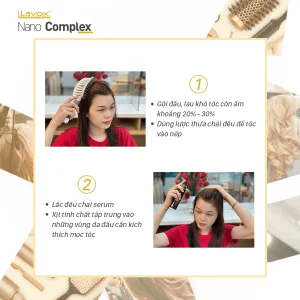 Lavox
Nano Complex
1
• Gội đầu, lau khô tóc còn ẩm
khoảng 20% - 30%
• Dùng lược thưa chải đều để tóc
vào nếp
2
• Lắc đều chai serum
• Xịt tinh chất tập trung vào
những vùng da đầu cần kích
thích mọc tóc